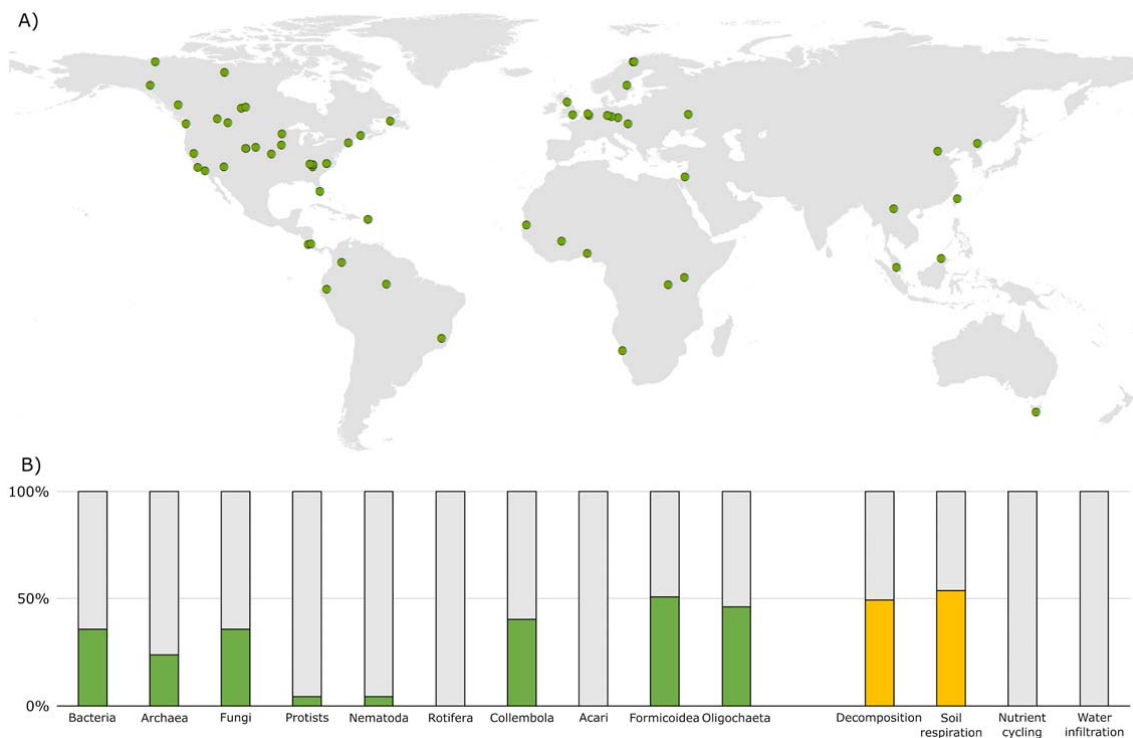 A)
B)
100%
50%
0%
Bacteria Archaea Fungi Protists Nematoda Rotifera Collembola Acari Formicoidea Oligochaeta Decomposition Soil respiration Nutrient cycling Water infiltration